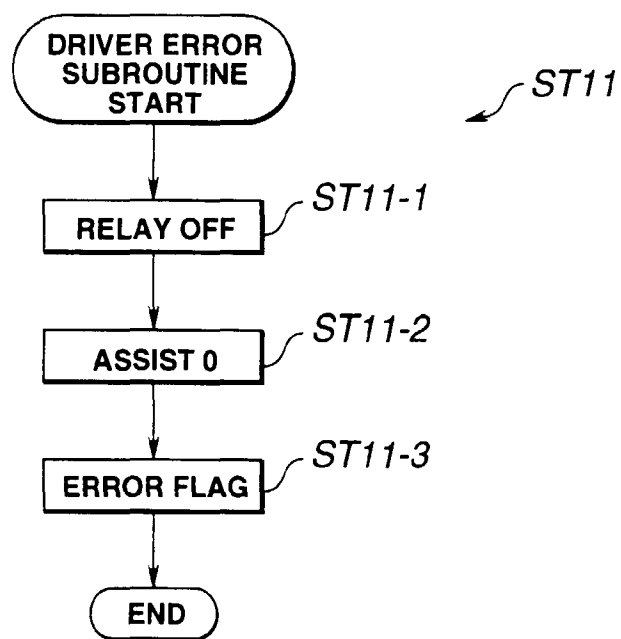 DRIVER ERROR
SUBROUTINE
START
ST11
RELAY OFF
ST11-1
ASSIST 0
ST11-2
ERROR FLAG
ST11-3
END